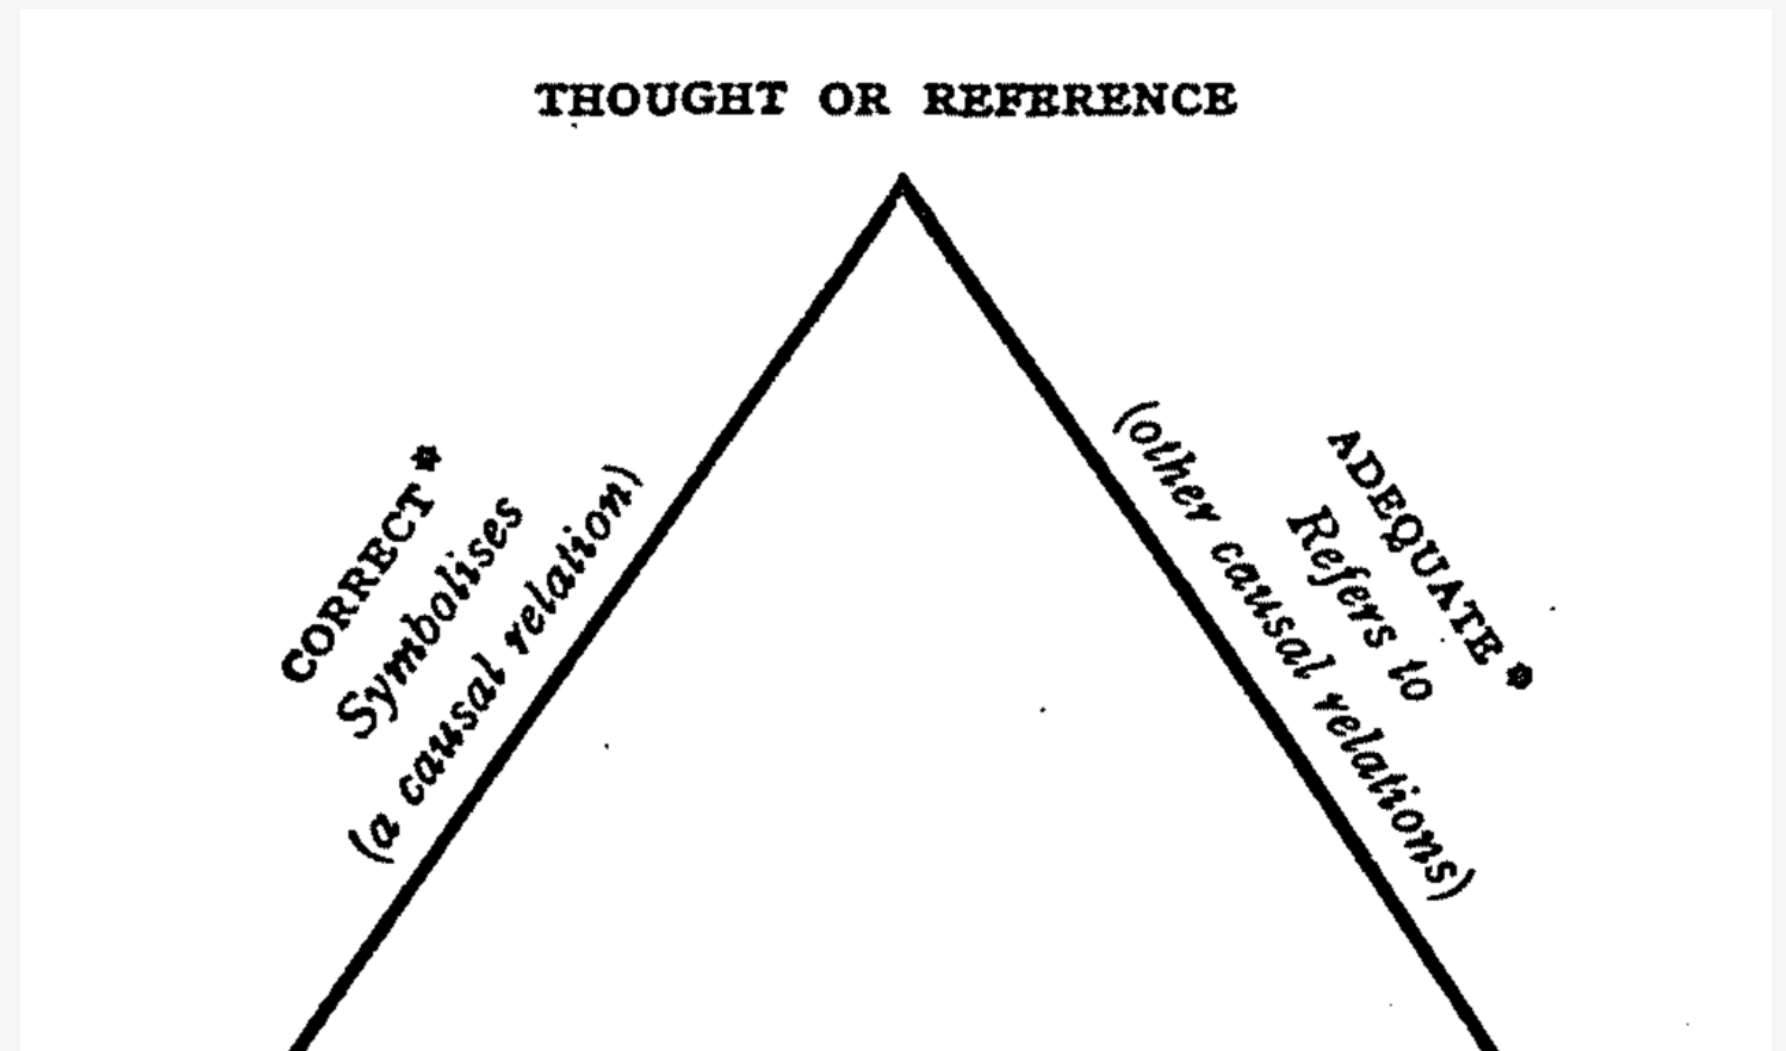 THOUGHT OR REFERENCE
CORRECT*
Symbolises
(a causal relation)
ADEQUATE*
Refers to
(other causal relations)